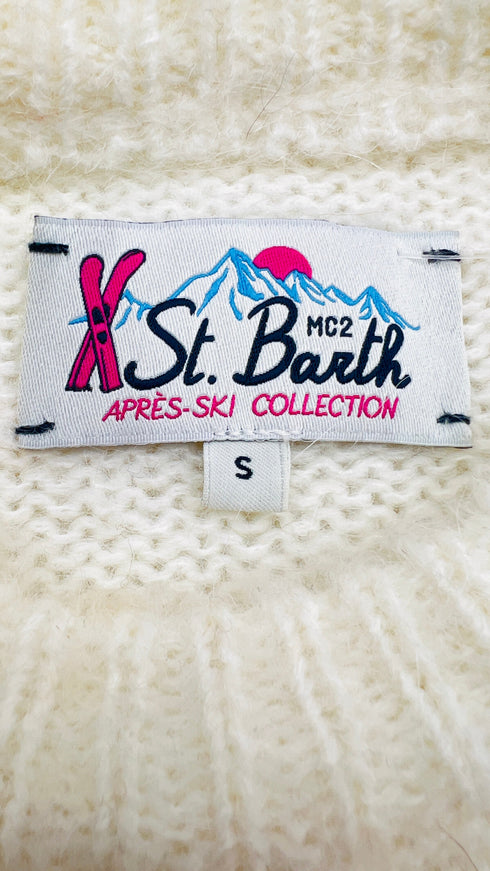 MC2
St. Barth
APRÈS-SKI COLLECTION
S